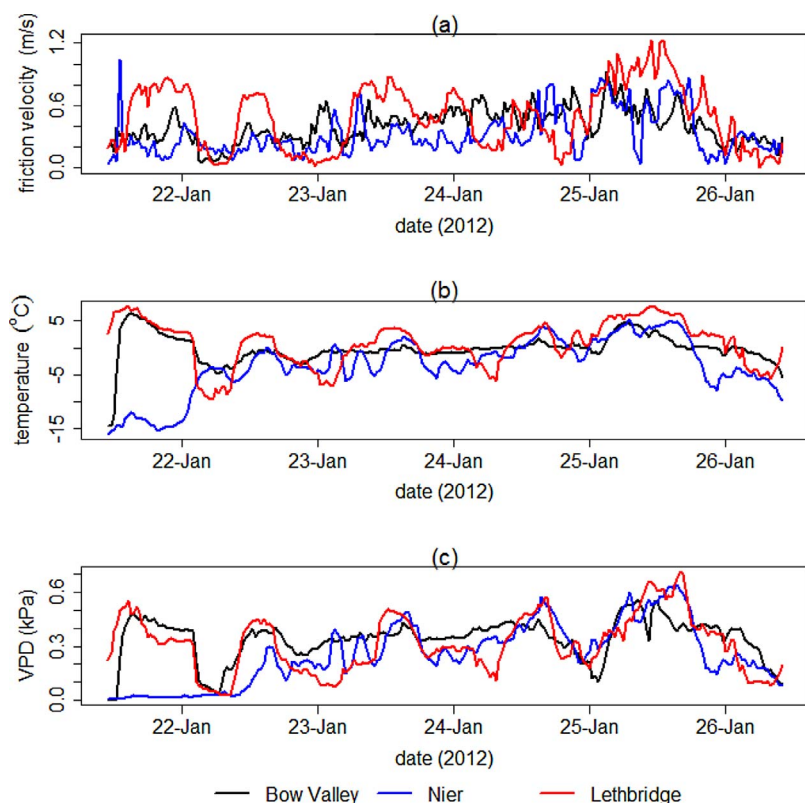 (a)
friction velocity (m/s)
0.0 0.6 1.2
22-Jan 23-Jan 24-Jan 25-Jan 26-Jan
date (2012)
(b)
temperature (°C)
-15 -5 5
22-Jan 23-Jan 24-Jan 25-Jan 26-Jan
date (2012)
(c)
VPD (kPa)
0.0 0.3 0.6
22-Jan 23-Jan 24-Jan 25-Jan 26-Jan
date (2012)
Bow Valley Nier Lethbridge